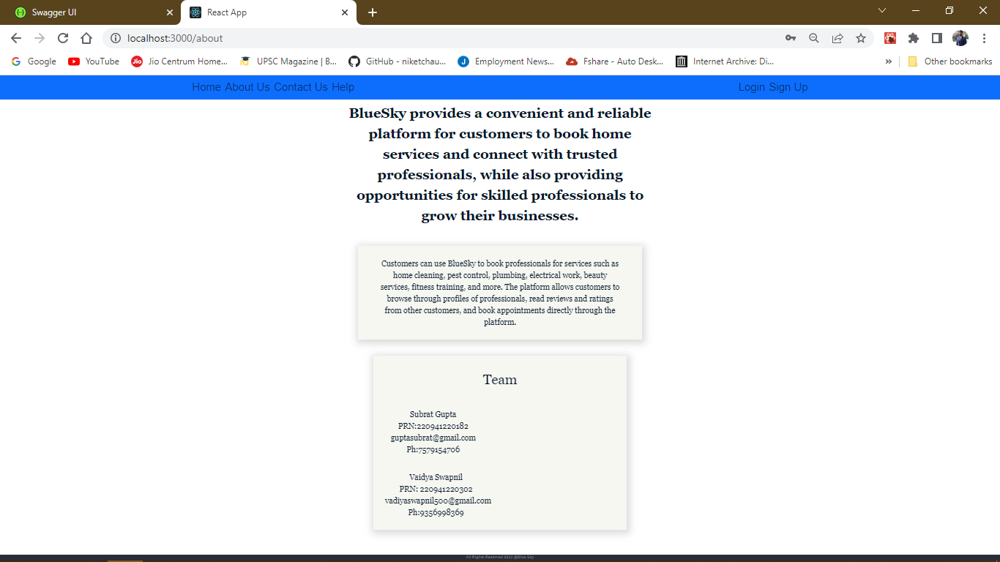 Swagger UI
React App
localhost:3000/about
Google
YouTube
Jio Centrum Home...
UPSC Magazine | B...
GitHub - niketchau...
Employment News...
Fshare - Auto Desk...
Internet Archive: Di...
»
Other bookmarks
Home About Us Contact Us Help
Login Sign Up
BlueSky provides a convenient and reliable
platform for customers to book home
services and connect with trusted
professionals, while also providing
opportunities for skilled professionals to
grow their businesses.
Customers can use BlueSky to book professionals for services such as
home cleaning, pest control, plumbing, electrical work, beauty
services, fitness training, and more. The platform allows customers to
browse through profiles of professionals, read reviews and ratings
from other customers, and book appointments directly through the
platform.
Team
Subrat Gupta
PRN:220941220182
guptasubrat@gmail.com
Ph:7579154706
Vaidya Swapnil
PRN: 220941220302
vadiyaswapnil500@gmail.com
Ph:9356998369
All Rights Reserved 2023 @Blue Sky